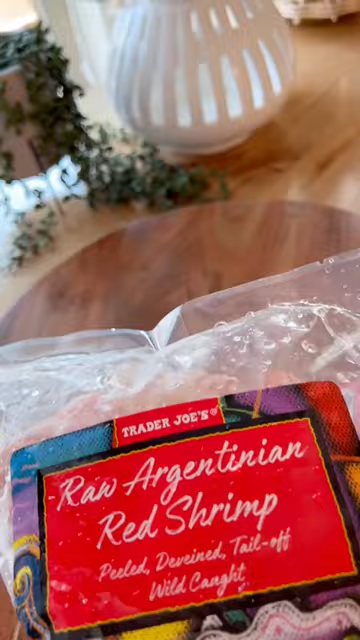 TRADER JOE'S®
Raw Argentinian
Red Shrimp
Peeled, Deveined, Tail-off
Wild Caught